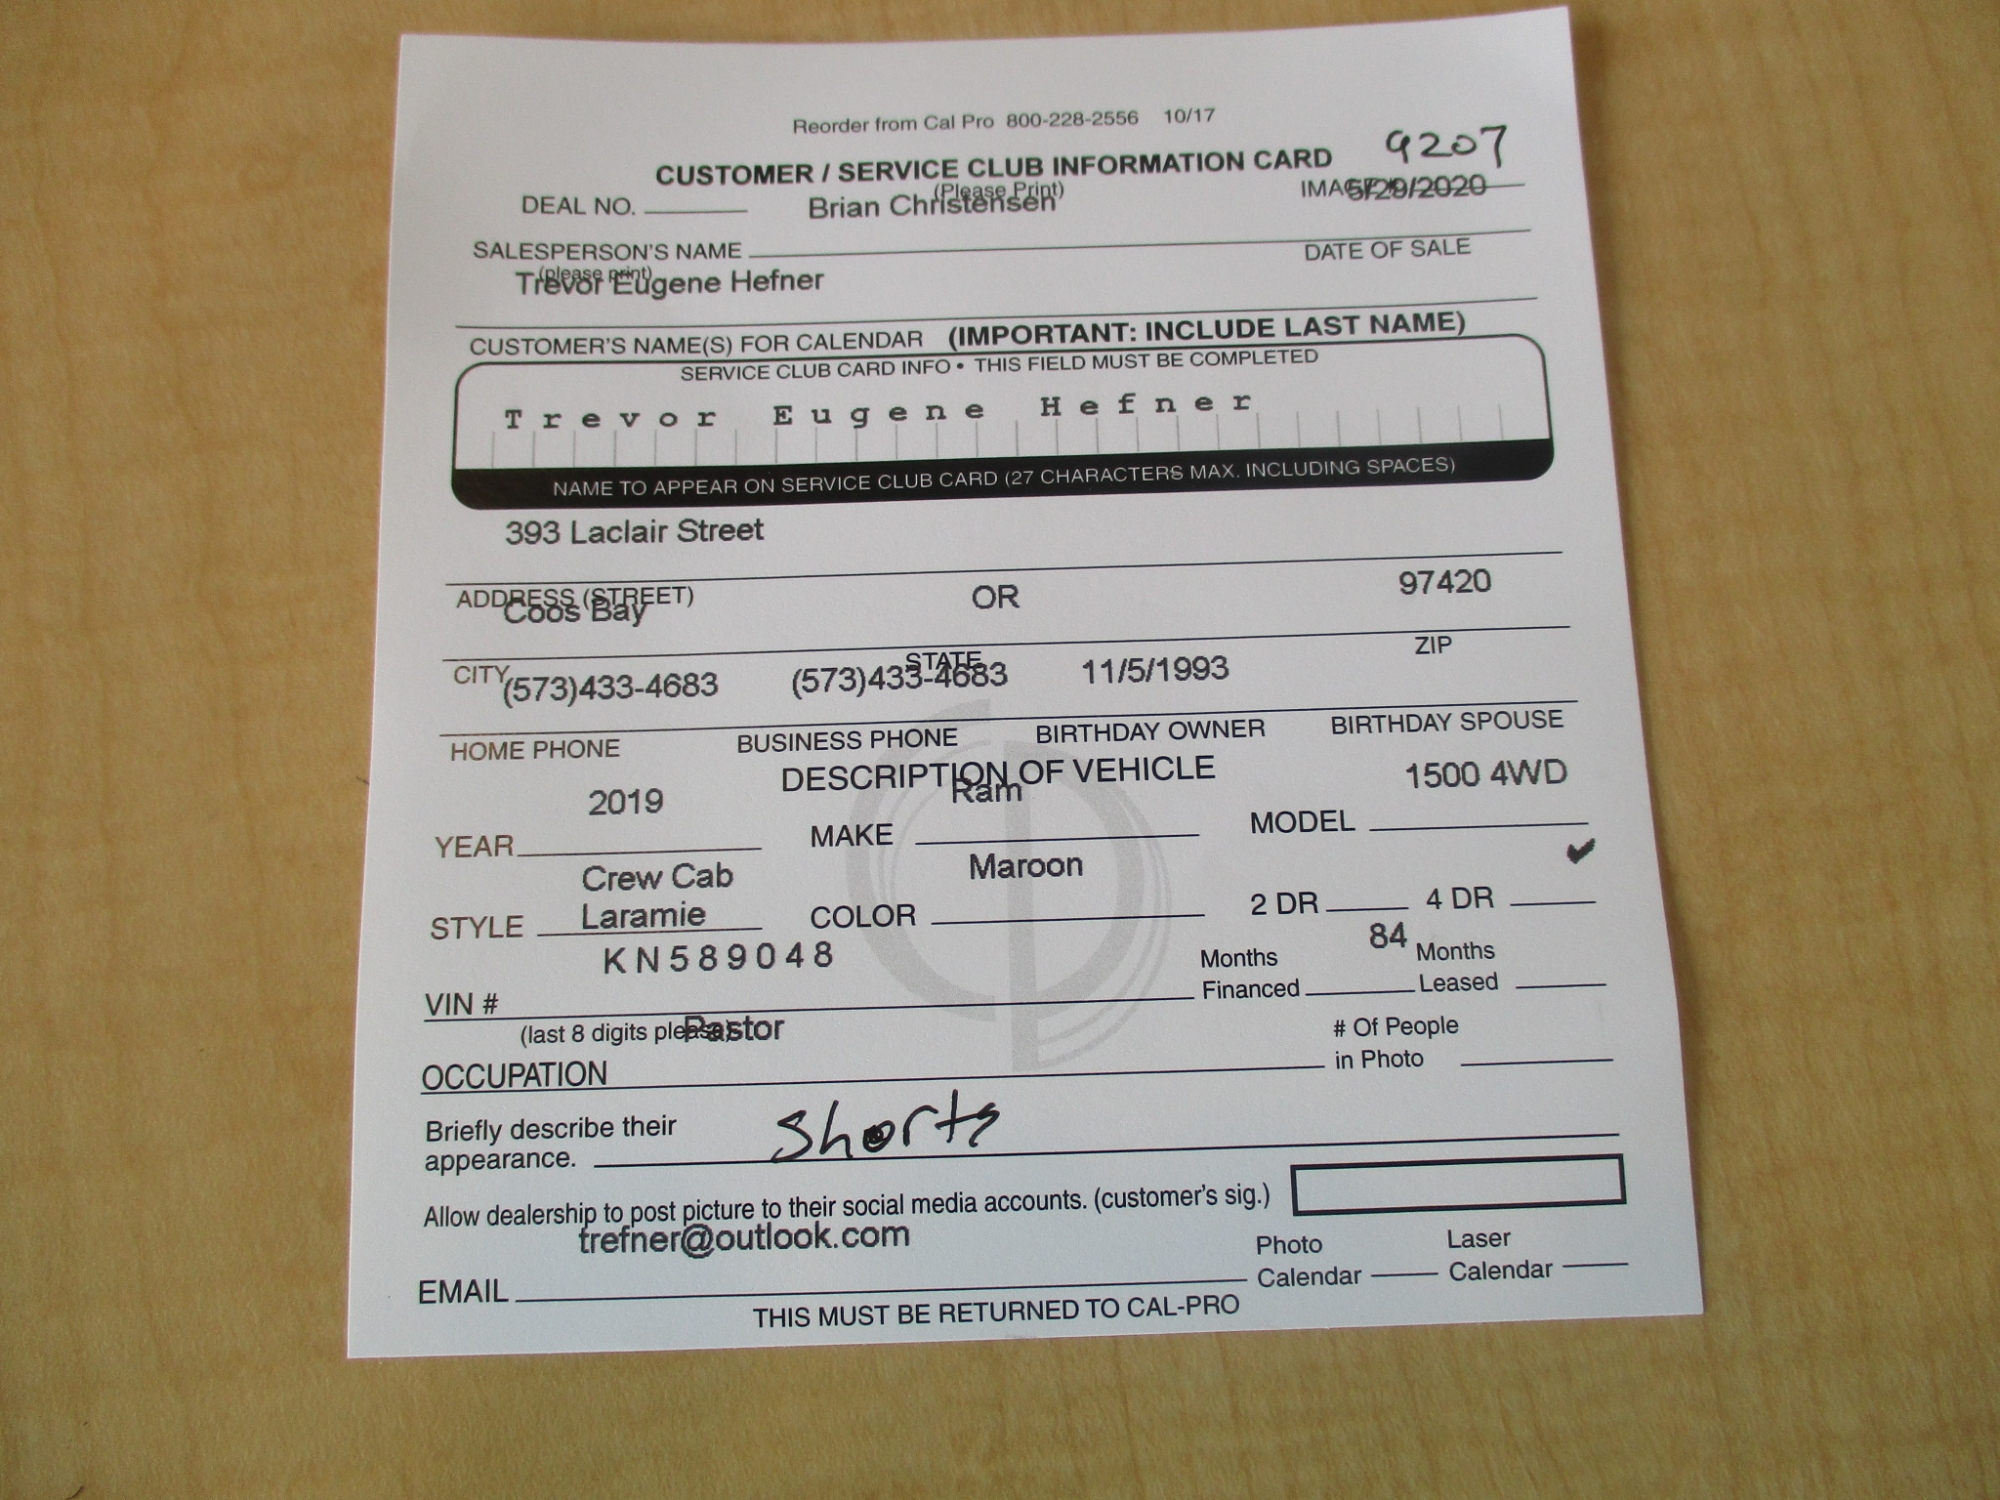 Reorder from Cal Pro 800-228-2556 10/17
CUSTOMER / SERVICE CLUB INFORMATION CARD 9207
(Please Print)
DEAL NO. Brian Christensen IMAGE 5/29/2020
SALESPERSON'S NAME DATE OF SALE
(please print)
Trevor Eugene Hefner
CUSTOMER'S NAME(S) FOR CALENDAR (IMPORTANT: INCLUDE LAST NAME)
SERVICE CLUB CARD INFO • THIS FIELD MUST BE COMPLETED
Trevor Eugene Hefner
NAME TO APPEAR ON SERVICE CLUB CARD (27 CHARACTERS MAX. INCLUDING SPACES)
393 Laclair Street
ADDRESS (STREET)
Coos Bay OR 97420
CITY STATE ZIP
(573)433-4683 (573)433-4683 11/5/1993
HOME PHONE BUSINESS PHONE BIRTHDAY OWNER BIRTHDAY SPOUSE
DESCRIPTION OF VEHICLE
2019 Ram 1500 4WD
YEAR MAKE MODEL
Crew Cab Maroon ✔
STYLE Laramie COLOR 2 DR 4 DR
KN589048 84
Months Months
VIN # Financed Leased
(last 8 digits please) Pastor # Of People
OCCUPATION in Photo
Briefly describe their
appearance. Shorts
Allow dealership to post picture to their social media accounts. (customer's sig.)
trefner@outlook.com Photo Laser
EMAIL Calendar Calendar
THIS MUST BE RETURNED TO CAL-PRO